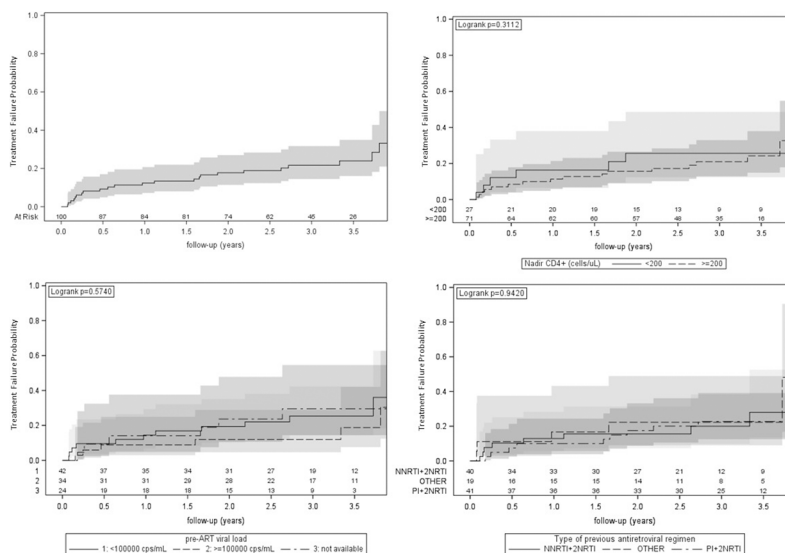 1.0
0.8
0.6
0.4
0.2
0.0
Treatment Failure Probability
At Risk 100 87 84 81 74 62 46 26
0.0 0.5 1.0 1.5 2.0 2.5 3.0 3.5
follow-up (years)
Logrank p=0.3112
1.0
0.8
0.6
0.4
0.2
0.0
Treatment Failure Probability
<200 27 21 20 19 15 13 9 9
>=200 71 64 62 60 57 48 35 16
0.0 0.5 1.0 1.5 2.0 2.5 3.0 3.5
follow-up (years)
Nadir CD4+ (cells/uL) <200 >=200
Logrank p=0.5740
1.0
0.8
0.6
0.4
0.2
0.0
Treatment Failure Probability
1 42 37 35 34 31 27 19 12
2 34 31 31 29 28 22 17 11
3 24 19 18 18 15 13 9 3
0.0 0.5 1.0 1.5 2.0 2.5 3.0 3.5
follow-up (years)
pre-ART viral load
1: <100000 cps/mL 2: >=100000 cps/mL 3: not available
Logrank p=0.9420
1.0
0.8
0.6
0.4
0.2
0.0
Treatment Failure Probability
NNRTI+2NRTI 40 34 33 30 27 21 12 9
OTHER 19 16 15 15 14 11 8 5
PI+2NRTI 41 37 36 36 33 30 25 12
0.0 0.5 1.0 1.5 2.0 2.5 3.0 3.5
follow-up (years)
Type of previous antiretroviral regimen
NNRTI+2NRTI OTHER PI+2NRTI